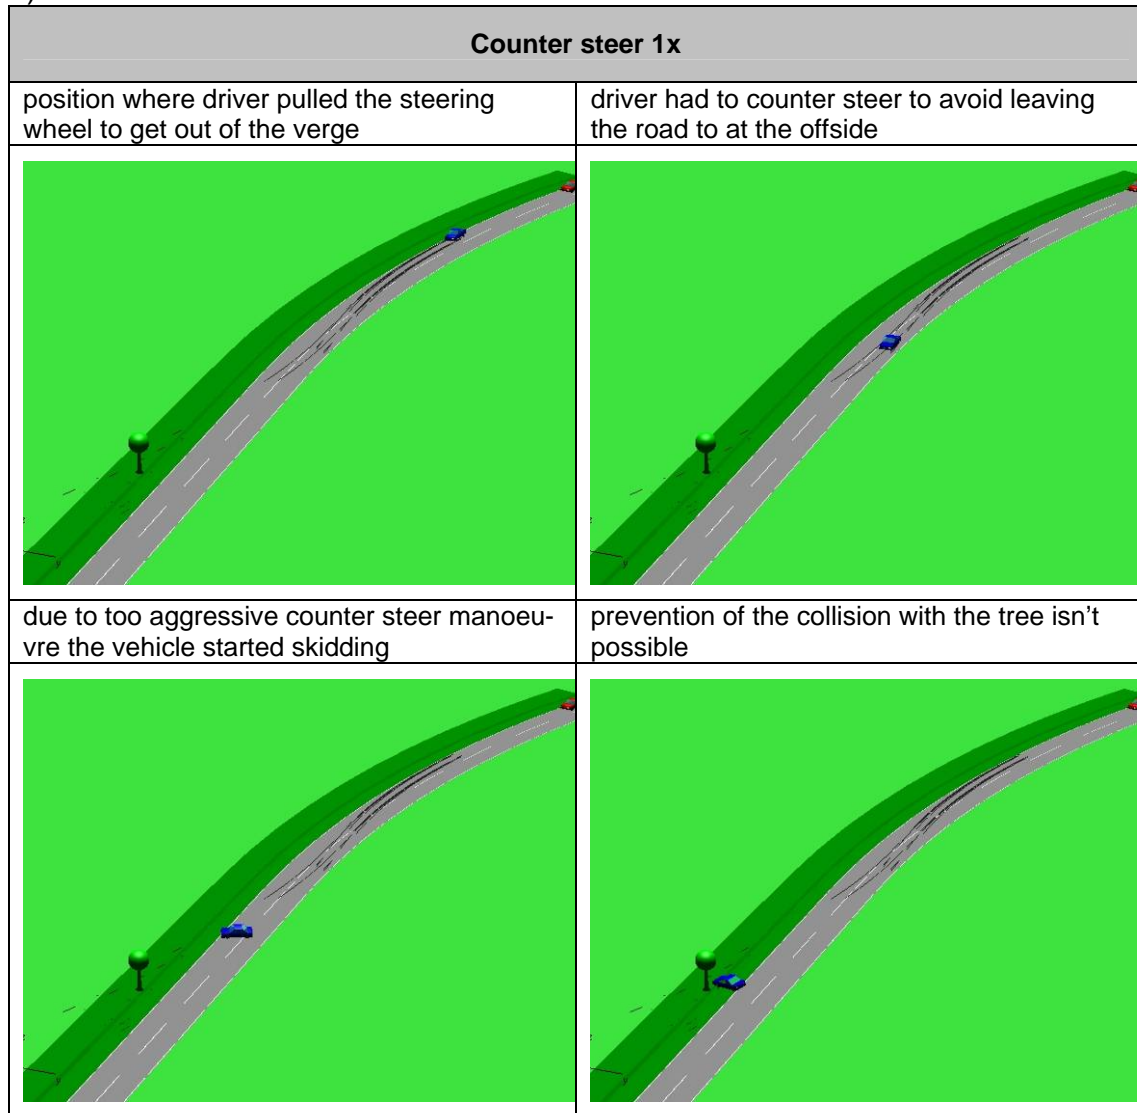 Counter steer 1x
position where driver pulled the steering
wheel to get out of the verge
driver had to counter steer to avoid leaving
the road to at the offside
due to too aggressive counter steer manoeu-
vre the vehicle started skidding
prevention of the collision with the tree isn't
possible